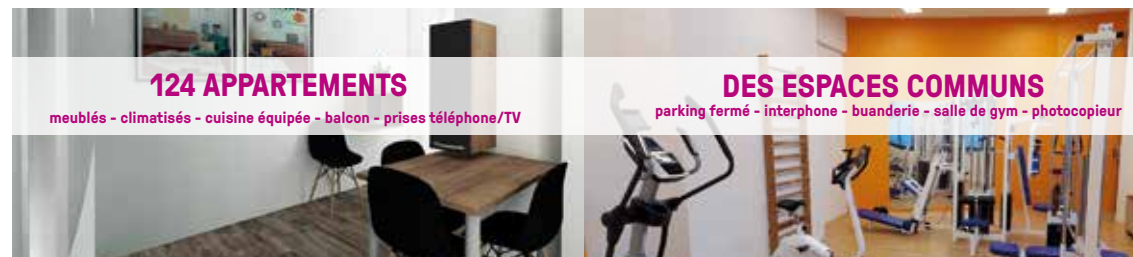 124 APPARTEMENTS
meublés - climatisés - cuisine équipée - balcon - prises téléphone/TV
DES ESPACES COMMUNS
parking fermé - interphone - buanderie - salle de gym - photocopieur